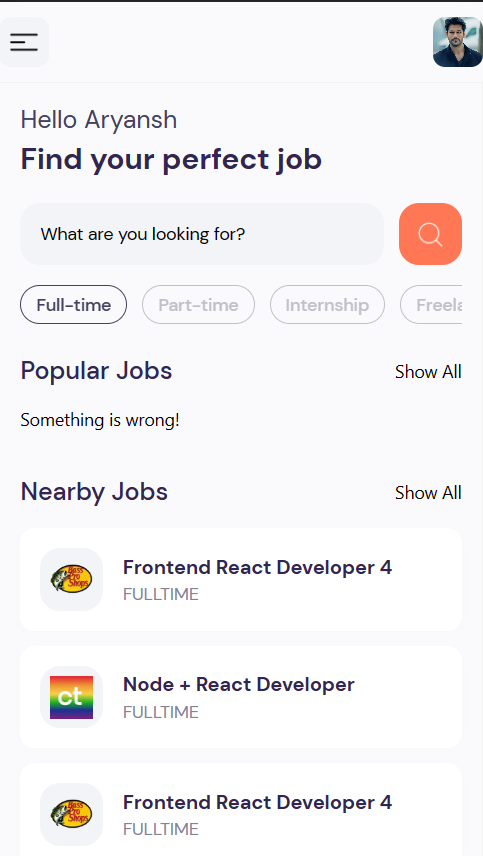 Hello Aryansh
Find your perfect job
What are you looking for?
Full-time Part-time Internship Freela
Popular Jobs Show All
Something is wrong!
Nearby Jobs Show All
Bass
Pro
Shops
Frontend React Developer 4
FULLTIME
ct
Node + React Developer
FULLTIME
Bass
Pro
Shops
Frontend React Developer 4
FULLTIME